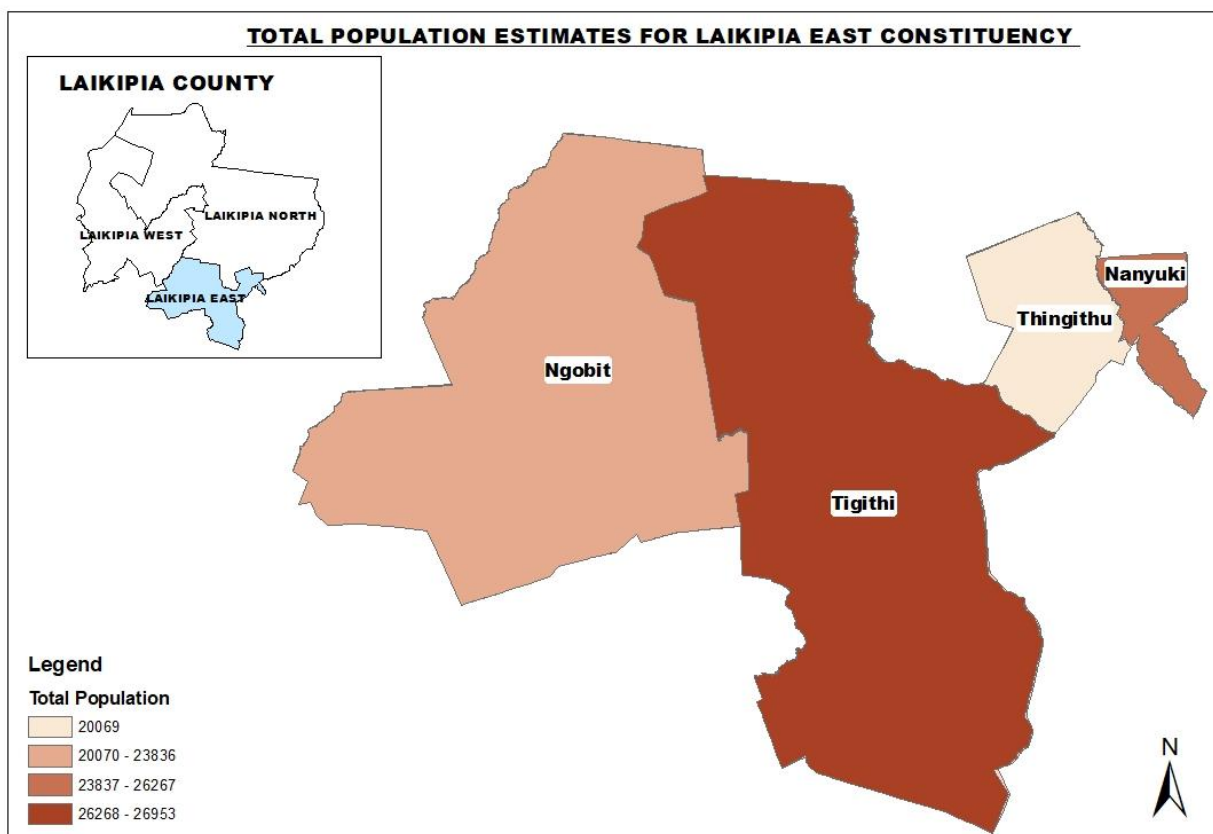 TOTAL POPULATION ESTIMATES FOR LAIKIPIA EAST CONSTITUENCY
LAIKIPIA COUNTY
LAIKIPIA NORTH
LAIKIPIA WEST
LAIKIPIA EAST
Nanyuki
Thingithu
Ngobit
Tigithi
Legend
Total Population
20069
20070 - 23836
23837 - 26267
26268 - 26953
N